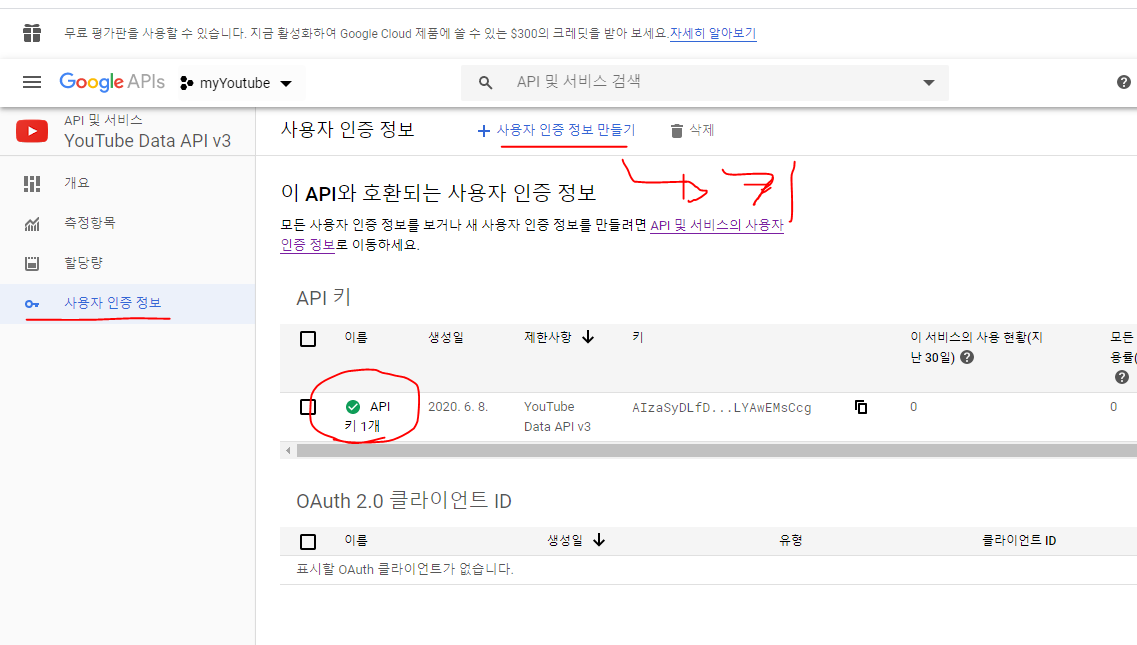 무료 평가판을 사용할 수 있습니다. 지금 활성화하여 Google Cloud 제품에 쓸 수 있는 $300의 크레딧을 받아 보세요.자세히 알아보기
Google APIs
myYoutube
API 및 서비스 검색
API 및 서비스
YouTube Data API v3
개요
측정항목
할당량
사용자 인증 정보
사용자 인증 정보
+ 사용자 인증 정보 만들기
삭제
키
이 API와 호환되는 사용자 인증 정보
모든 사용자 인증 정보를 보거나 새 사용자 인증 정보를 만들려면 API 및 서비스의 사용자
인증 정보로 이동하세요.
API 키
이름
생성일
제한사항
키
이 서비스의 사용 현황(지
난 30일)
모든
용률(
API
키 1개
2020. 6. 8.
YouTube
Data API v3
AIzaSyDLfD...LYAwEMsCcg
0
0
OAuth 2.0 클라이언트 ID
이름
생성일
유형
클라이언트 ID
표시할 OAuth 클라이언트가 없습니다.